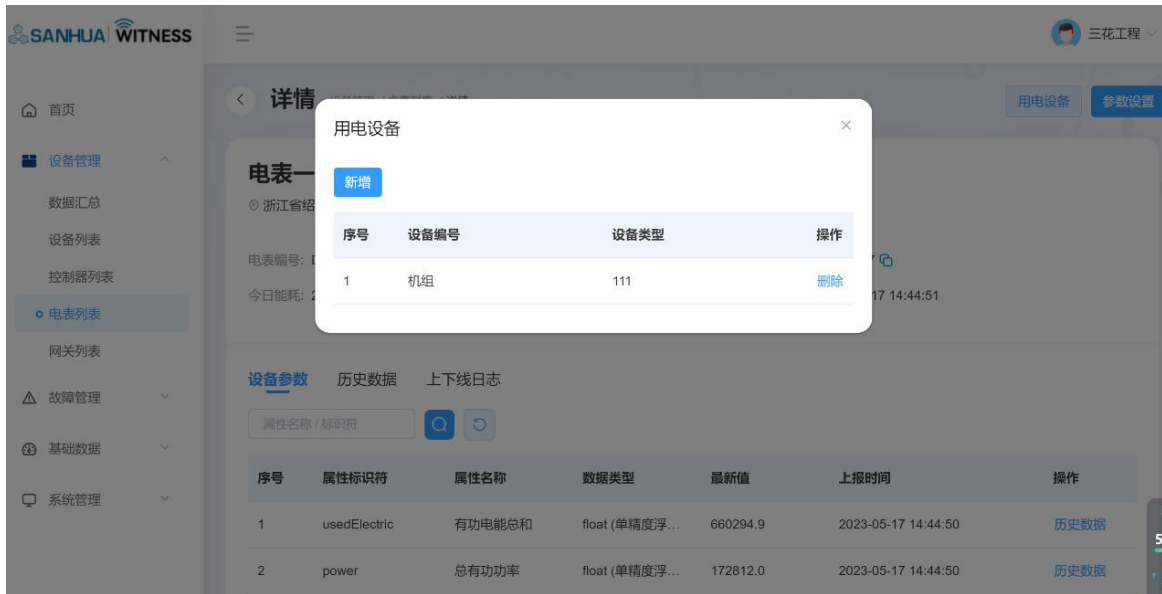 SANHUA WITNESS
三花工程
首页
设备管理
数据汇总
设备列表
控制器列表
电表列表
网关列表
故障管理
基础数据
系统管理
详情
用电设备 参数设置
电表一
浙江省绍
电表编号:
今日能耗: 2
17 14:44:51
用电设备
新增
序号 设备编号 设备类型 操作
1 机组 111 删除
设备参数 历史数据 上下线日志
属性名称 / 标识符
序号 属性标识符 属性名称 数据类型 最新值 上报时间 操作
1 usedElectric 有功电能总和 float (单精度浮... 660294.9 2023-05-17 14:44:50 历史数据
2 power 总有功功率 float (单精度浮... 172812.0 2023-05-17 14:44:50 历史数据
5